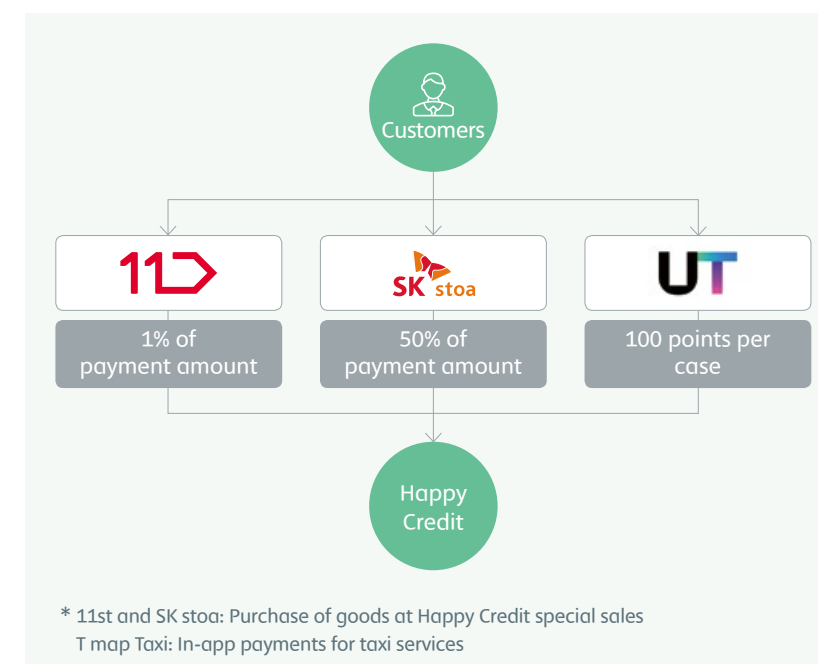 Customers
11
SK stoa
UT
1% of
payment amount
50% of
payment amount
100 points per
case
Happy
Credit
* 11st and SK stoa: Purchase of goods at Happy Credit special sales
T map Taxi: In-app payments for taxi services